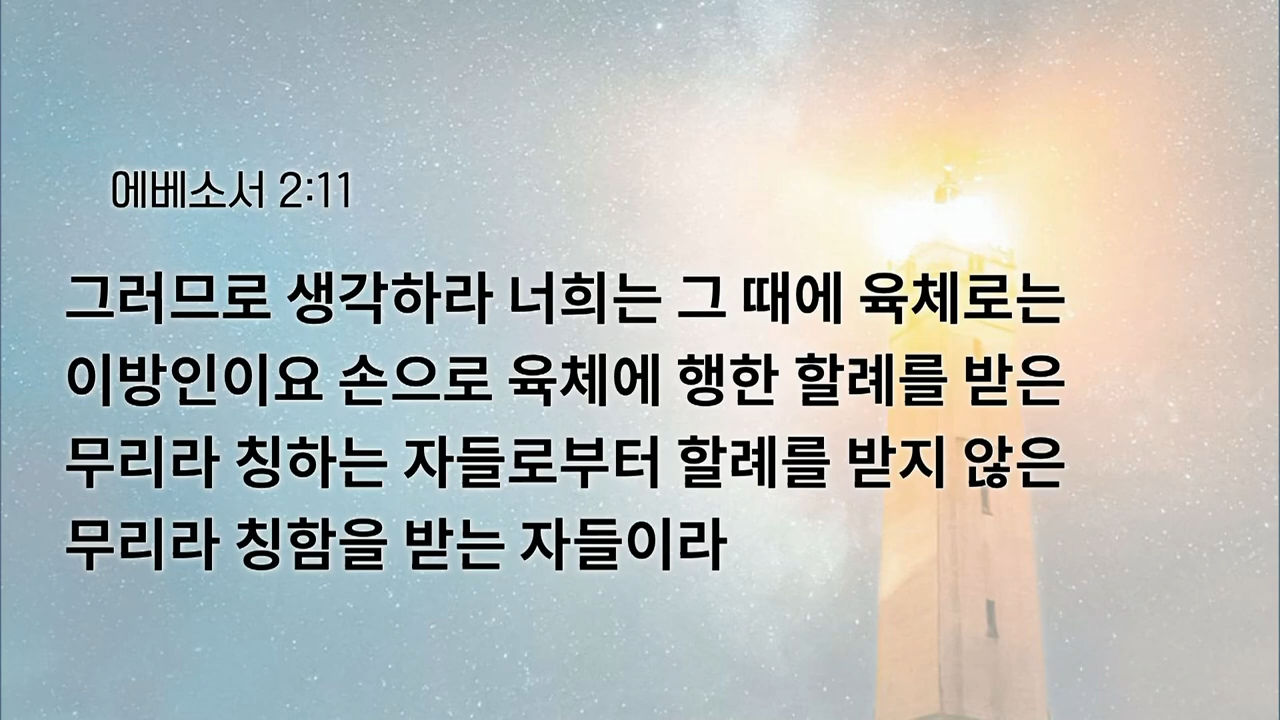 에베소서 2:11
그러므로 생각하라 너희는 그 때에 육체로는
이방인이요 손으로 육체에 행한 할례를 받은
무리라 칭하는 자들로부터 할례를 받지 않은
무리라 칭함을 받는 자들이라